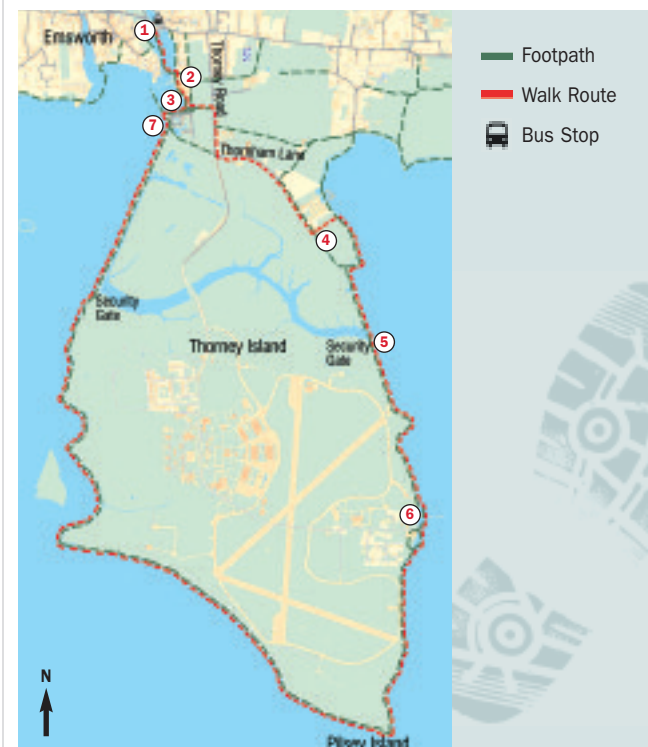 Emsworth
1
2
3
7
Thorney Road
Thornham Lane
4
Security
Gate
Thorney Island
Security
Gate
5
6
N
Pilsey Island
Footpath
Walk Route
Bus Stop